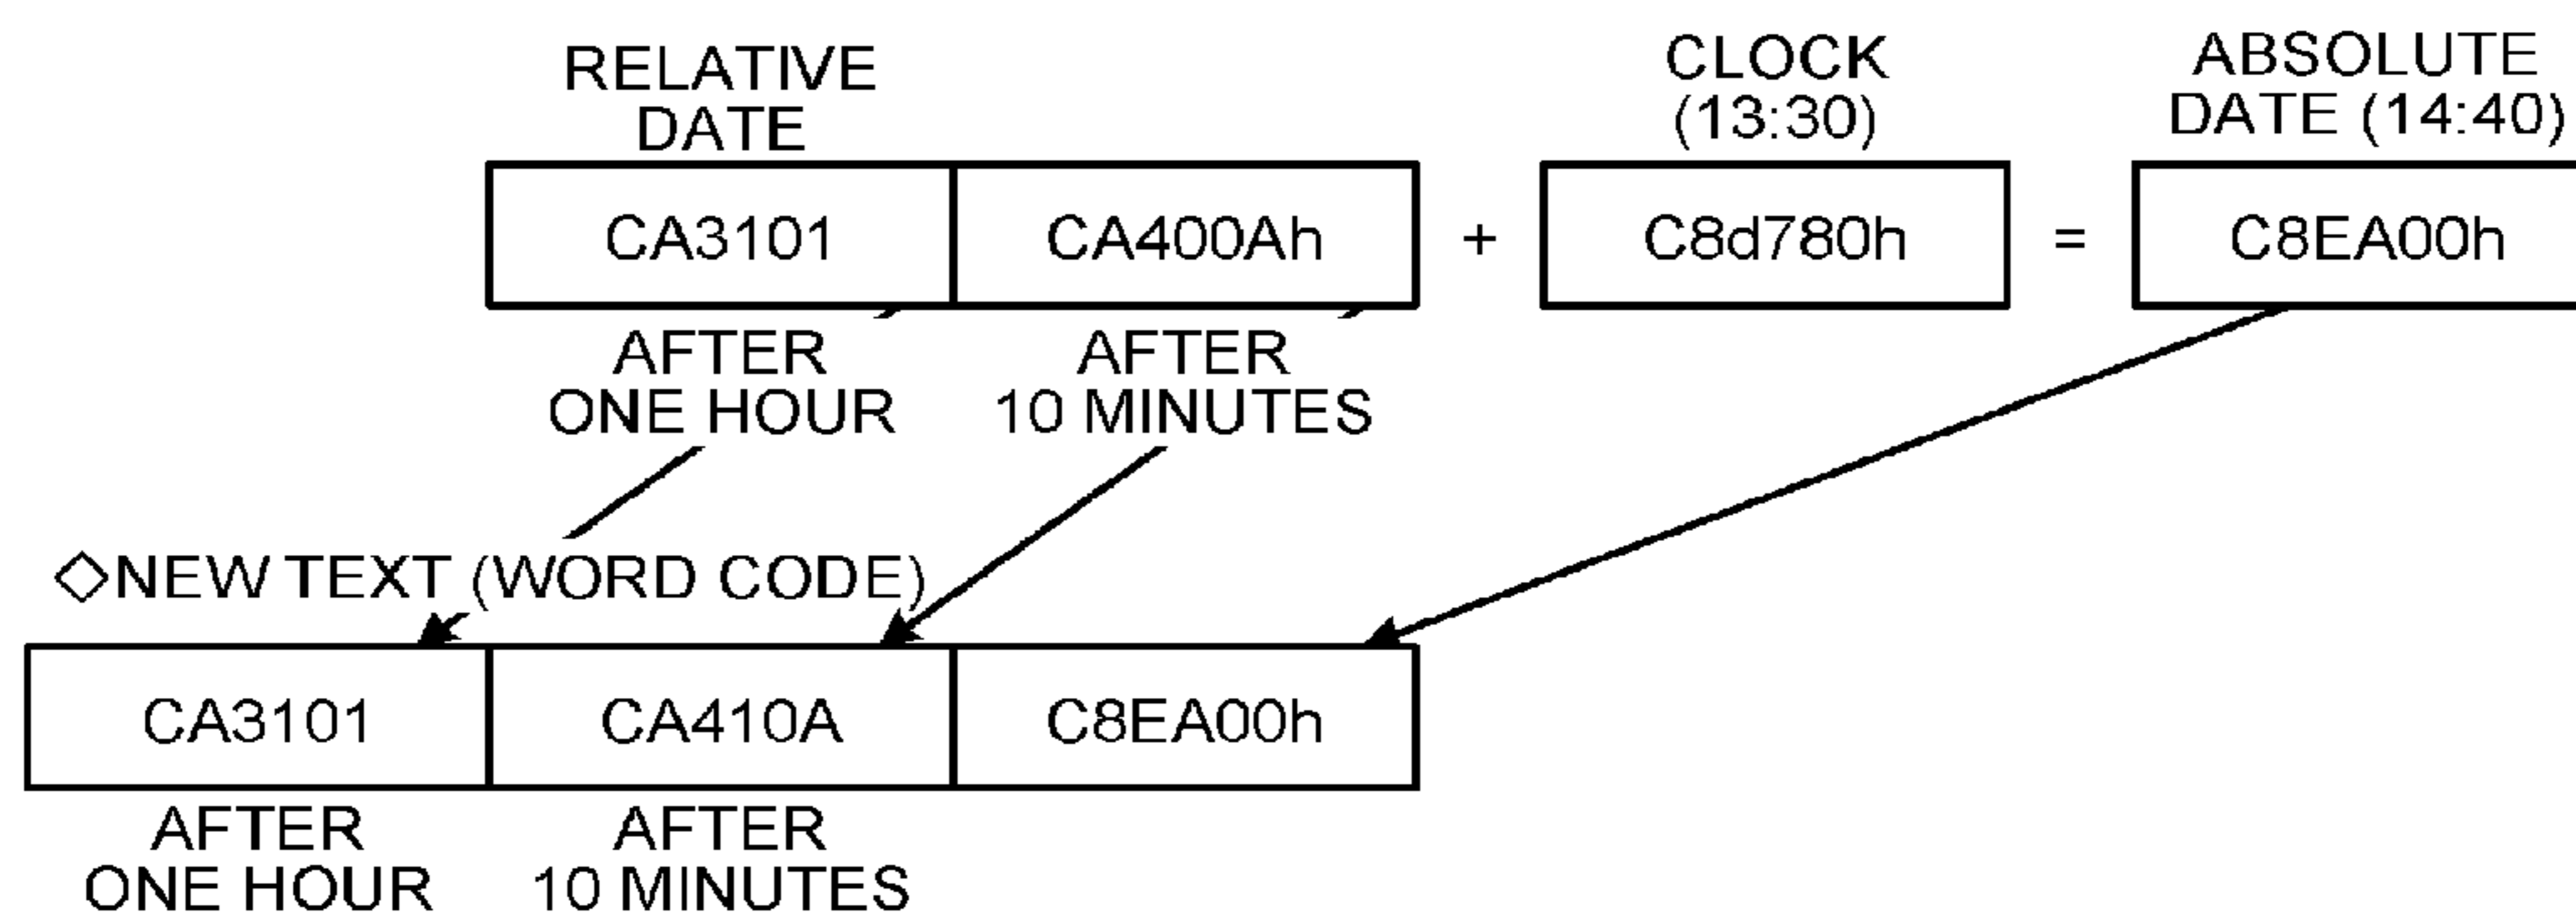 RELATIVE
DATE
CLOCK
(13:30)
ABSOLUTE
DATE (14:40)
CA3101 CA400Ah + C8d780h = C8EA00h
AFTER
ONE HOUR
AFTER
10 MINUTES
◇NEW TEXT (WORD CODE)
CA3101 CA410A C8EA00h
AFTER
ONE HOUR
AFTER
10 MINUTES